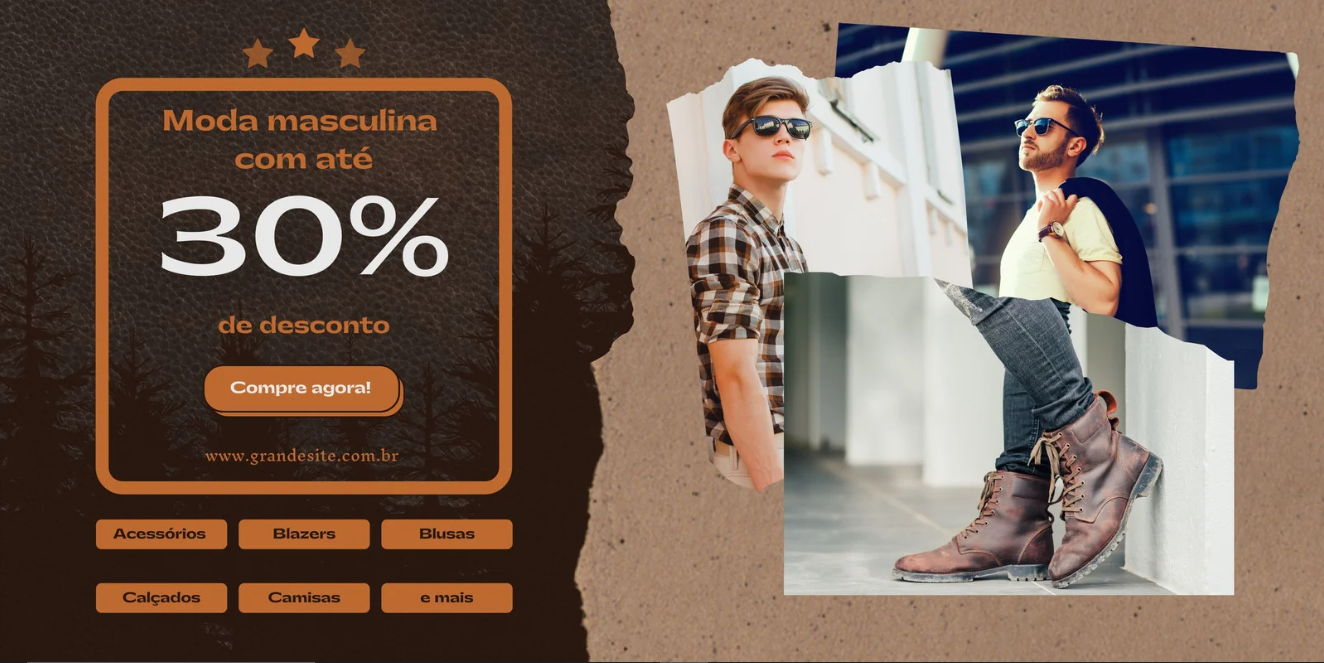 Moda masculina
com até
30%
de desconto
Compre agora!
www.grandesite.com.br
Acessórios
Blazers
Blusas
Calçados
Camisas
e mais